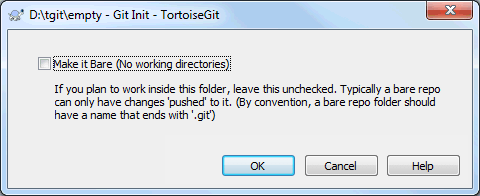 D:\tgit\empty - Git Init - TortoiseGit
Make it Bare (No working directories)
If you plan to work inside this folder, leave this unchecked. Typically a bare repo
can only have changes 'pushed' to it. (By convention, a bare repo folder should
have a name that ends with '.git')
OK
Cancel
Help